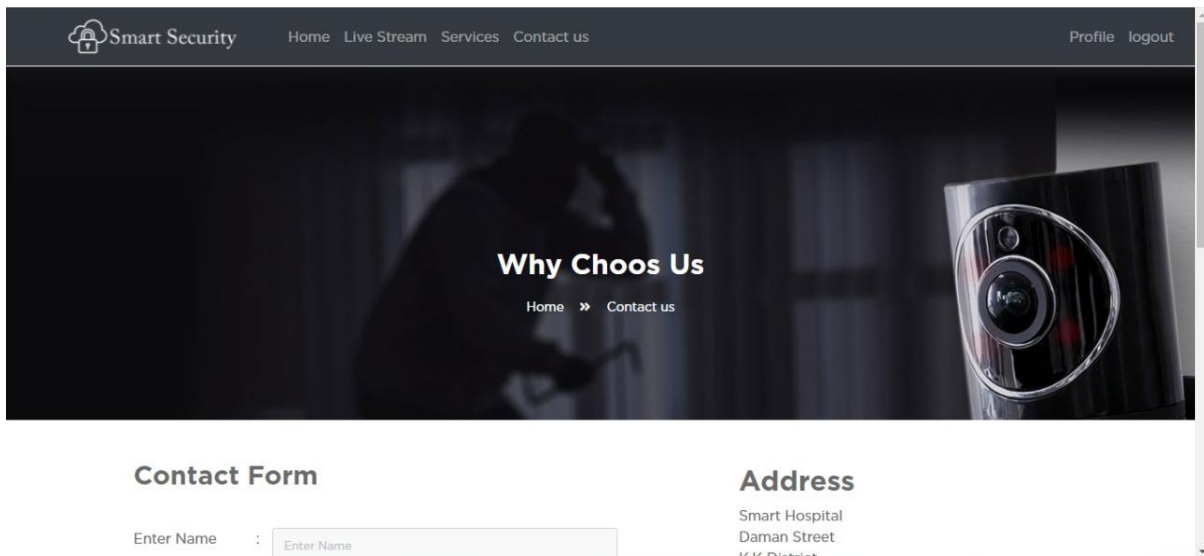 Smart Security Home Live Stream Services Contact us Profile logout
Why Choos Us
Home » Contact us
Contact Form
Enter Name : Enter Name
Address
Smart Hospital
Daman Street
K K District